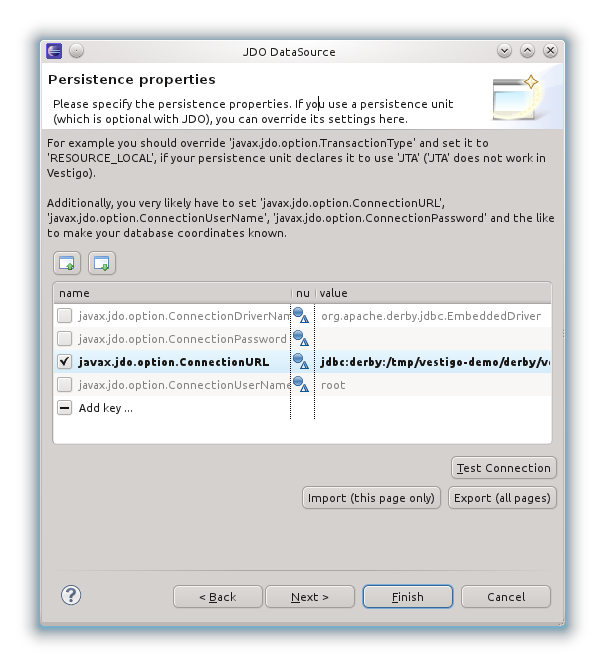 JDO DataSource
Persistence properties
Please specify the persistence properties. If you use a persistence unit
(which is optional with JDO), you can override its settings here.
For example you should override 'javax.jdo.option.TransactionType' and set it to
'RESOURCE_LOCAL', if your persistence unit declares it to use 'JTA' ('JTA' does not work in
Vestigo).
Additionally, you very likely have to set 'javax.jdo.option.ConnectionURL',
'javax.jdo.option.ConnectionUserName', 'javax.jdo.option.ConnectionPassword' and the like
to make your database coordinates known.
name nu value
javax.jdo.option.ConnectionDriverNam org.apache.derby.jdbc.EmbeddedDriver
javax.jdo.option.ConnectionPassword
javax.jdo.option.ConnectionURL jdbc:derby:/tmp/vestigo-demo/derby/ve
javax.jdo.option.ConnectionUserName root
Add key ...
Test Connection
Import (this page only) Export (all pages)
? < Back Next > Finish Cancel